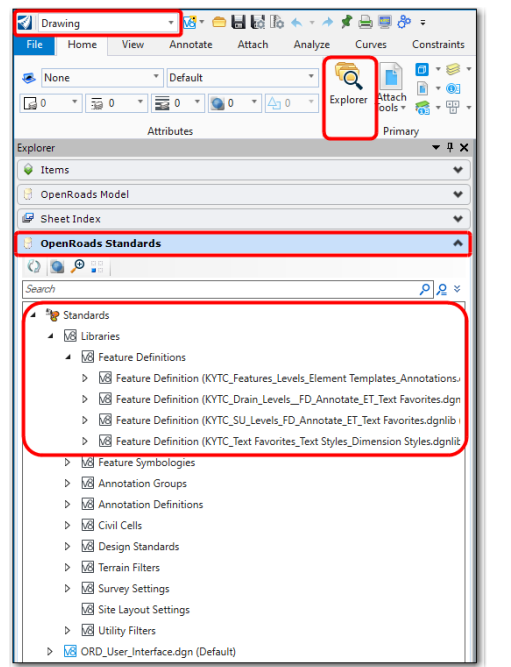 Drawing
File Home View Annotate Attach Analyze Curves Constraints
None Default
0 0 0 0 0
Explorer Attach Tools
Attributes Primary
Explorer
Items
OpenRoads Model
Sheet Index
OpenRoads Standards
Search
Standards
Libraries
Feature Definitions
Feature Definition (KYTC_Features_Levels_Element Templates_Annotations.
Feature Definition (KYTC_Drain_Levels__FD_Annotate_ET_Text Favorites.dgn
Feature Definition (KYTC_SU_Levels_FD_Annotate_ET_Text Favorites.dgnlib
Feature Definition (KYTC_Text Favorites_Text Styles_Dimension Styles.dgnlib
Feature Symbologies
Annotation Groups
Annotation Definitions
Civil Cells
Design Standards
Terrain Filters
Survey Settings
Site Layout Settings
Utility Filters
ORD_User_Interface.dgn (Default)